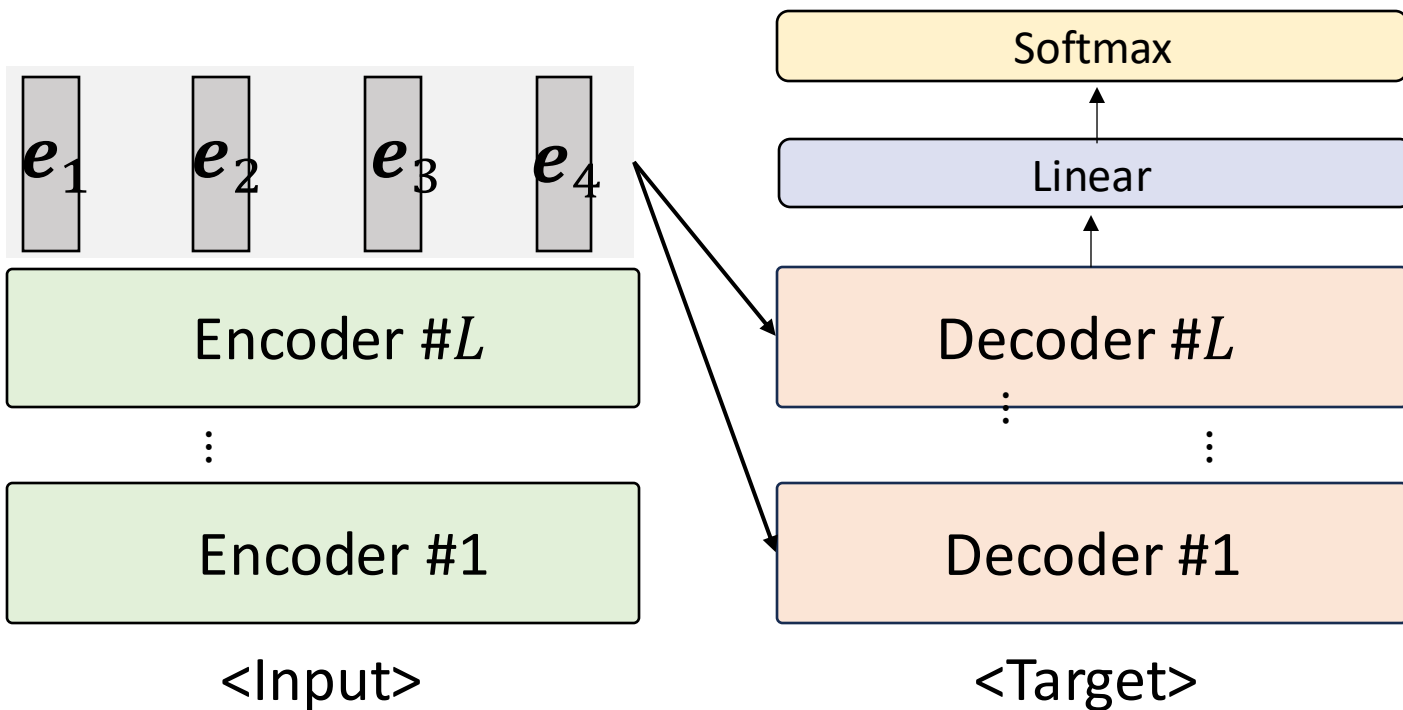 Softmax
e₁ e₂ e₃ e₄
Linear
Encoder #L
Decoder #L
⋮
⋮
⋮
Encoder #1
Decoder #1
<Input>
<Target>